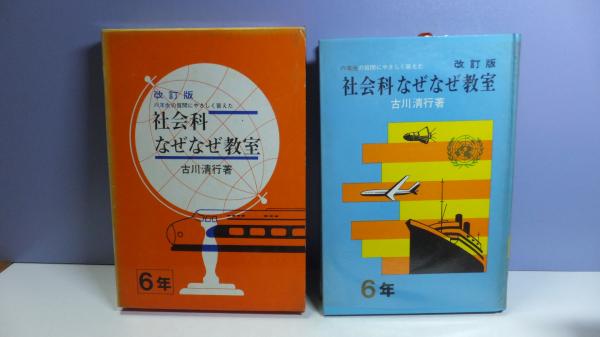 改訂版
六年生の質問にやさしく答えた
社会科
なぜなぜ教室
古川清行著
6年
六年生の質問にやさしく答えた
改訂版
社会科なぜなぜ教室
古川清行著
6年